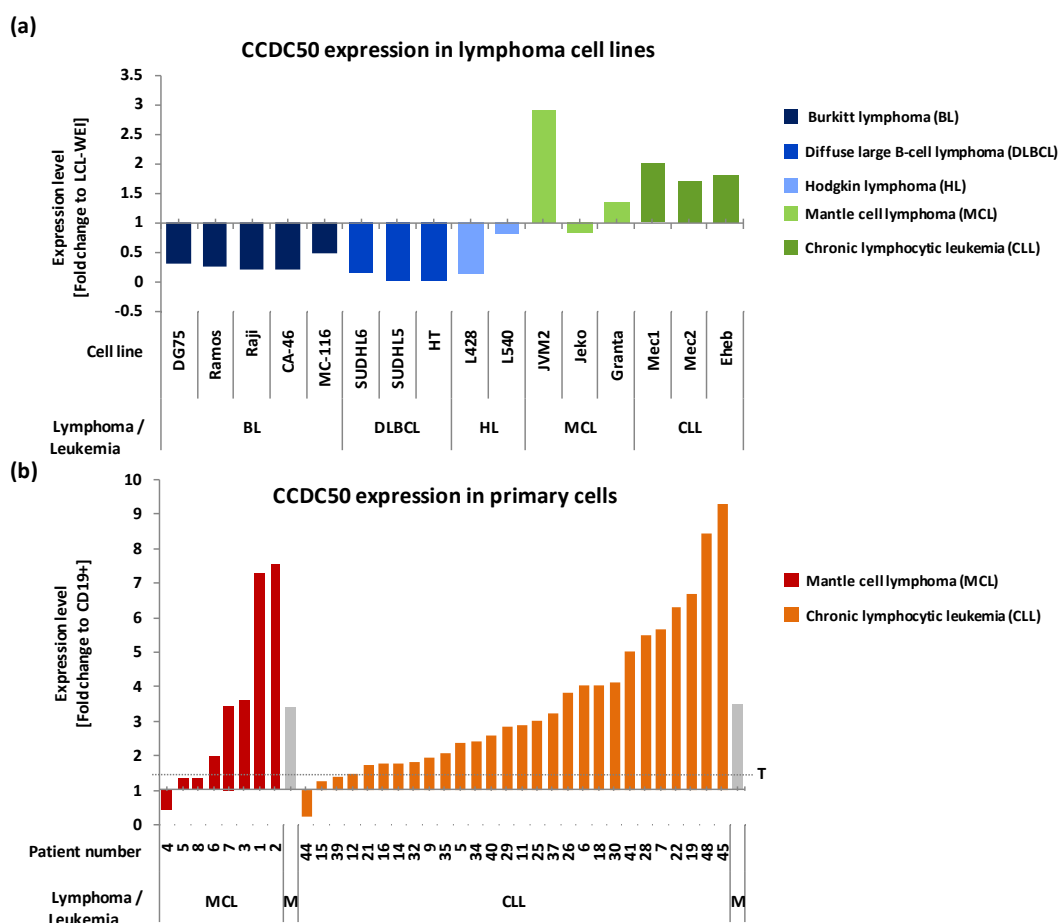 (a)
CCDC50 expression in lymphoma cell lines
Expression level
[Fold change to LCL-WEI]
3.5
3
2.5
2
1.5
1
0.5
0
-0.5
Burkitt lymphoma (BL)
Diffuse large B-cell lymphoma (DLBCL)
Hodgkin lymphoma (HL)
Mantle cell lymphoma (MCL)
Chronic lymphocytic leukemia (CLL)
Cell line
DG75 Ramos Raji CA-46 MC-116 SUDHL6 SUDHL5 HT L428 L540 JVM2 Jeko Granta Mec1 Mec2 Eheb
Lymphoma /
Leukemia
BL DLBCL HL MCL CLL
(b)
CCDC50 expression in primary cells
Expression level
[Fold change to CD19+]
10
9
8
7
6
5
4
3
2
1
0
T
Mantle cell lymphoma (MCL)
Chronic lymphocytic leukemia (CLL)
Patient number
4 5 8 6 7 3 1 2 44 15 39 12 21 16 14 32 9 35 5 34 40 29 11 25 37 26 6 18 30 41 28 7 22 19 48 45
Lymphoma /
Leukemia
MCL M CLL M